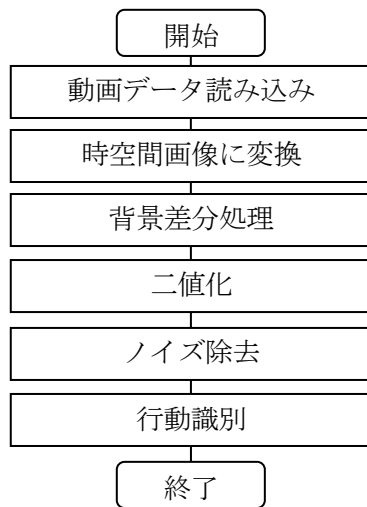 開始
動画データ読み込み
時空間画像に変換
背景差分処理
二値化
ノイズ除去
行動識別
終了